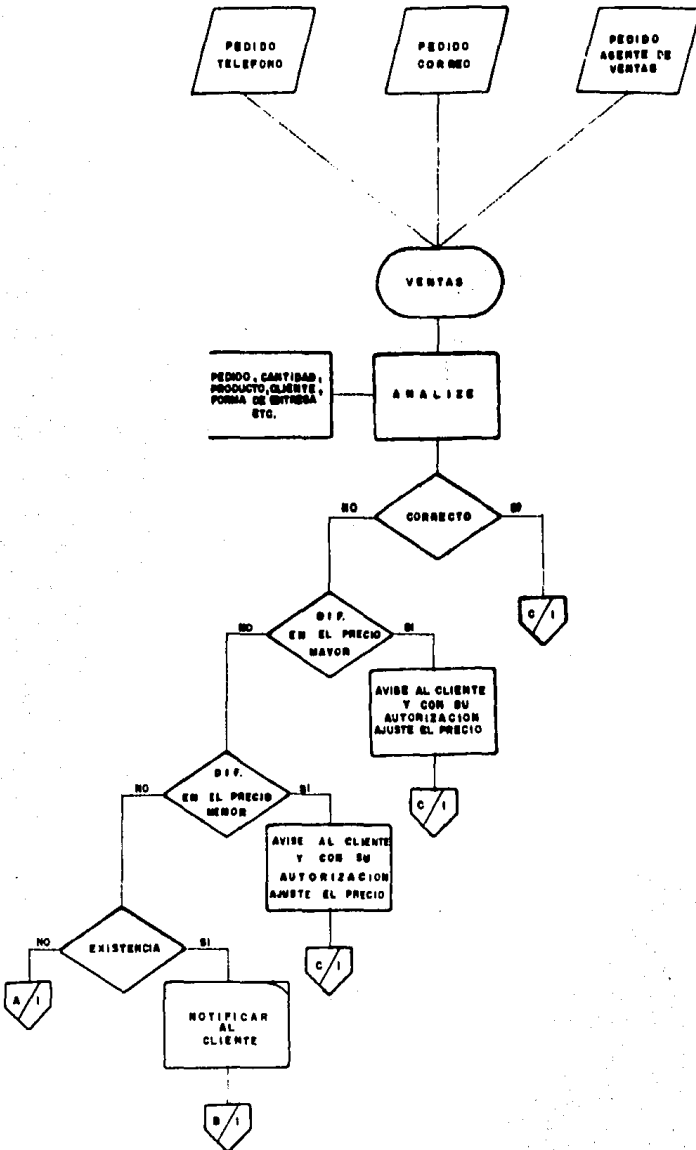 PEDIDO
TELEFONO
PEDIDO
CORREO
PEDIDO
AGENTE DE
VENTAS
VENTAS
PEDIDO, CANTIDAD,
PRODUCTO, CLIENTE,
FORMA DE ENTREGA
ETC.
ANALIZE
NO
CORRECTO
SI
C/1
NO
DIF.
EN EL PRECIO
MAYOR
SI
AVISE AL CLIENTE
Y CON SU
AUTORIZACION
AJUSTE EL PRECIO
C/1
NO
DIF.
EN EL PRECIO
MENOR
SI
AVISE AL CLIENTE
Y CON SU
AUTORIZACION
AJUSTE EL PRECIO
C/1
NO
EXISTENCIA
SI
A/1
NOTIFICAR
AL
CLIENTE
B/1